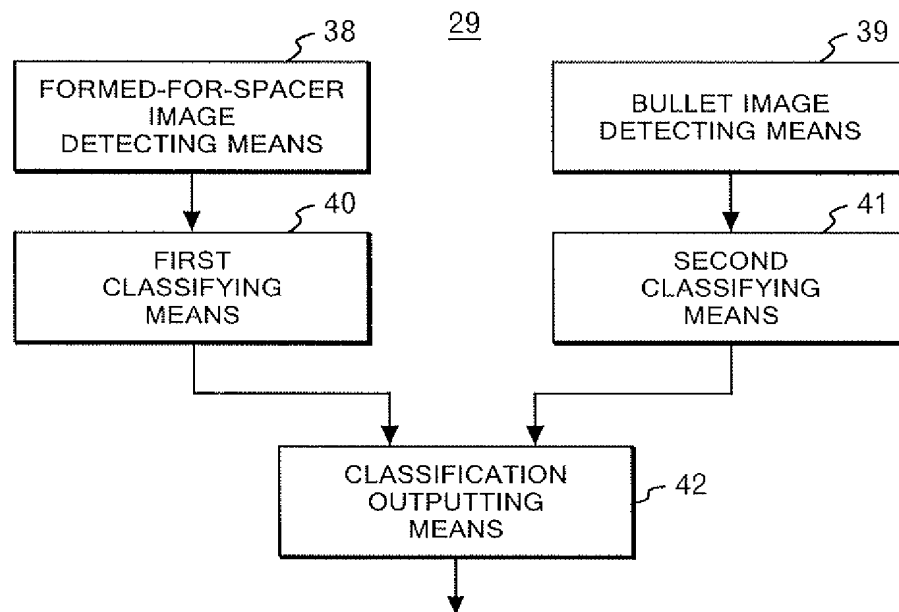 29
38
FORMED-FOR-SPACER
IMAGE
DETECTING MEANS
39
BULLET IMAGE
DETECTING MEANS
40
FIRST
CLASSIFYING
MEANS
41
SECOND
CLASSIFYING
MEANS
CLASSIFICATION
OUTPUTTING
MEANS
42